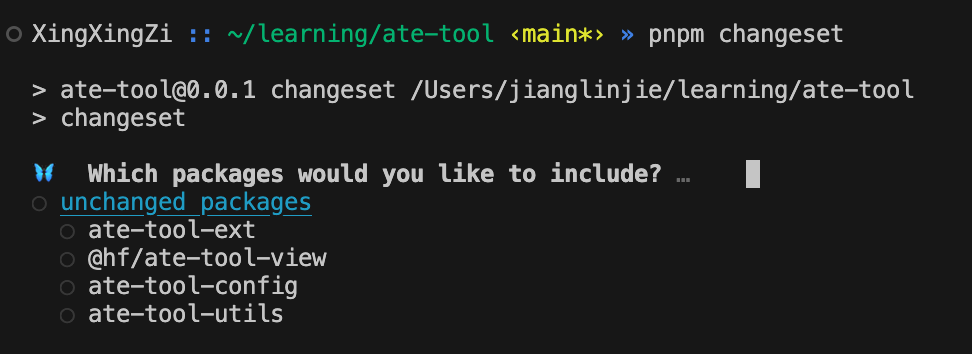 XingXingZi :: ~/learning/ate-tool ‹main*› » pnpm changeset
> ate-tool@0.0.1 changeset /Users/jianglinjie/learning/ate-tool
> changeset
🦋 Which packages would you like to include? …
○ unchanged packages
○ ate-tool-ext
○ @hf/ate-tool-view
○ ate-tool-config
○ ate-tool-utils